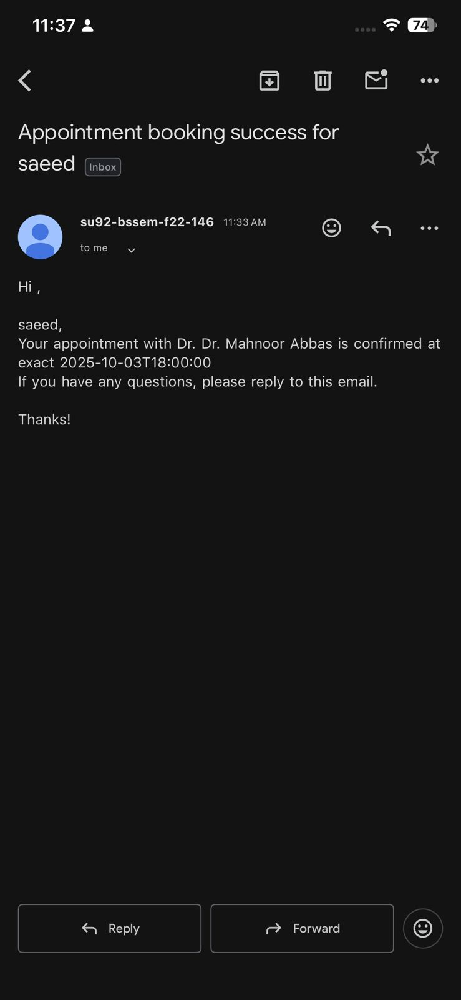 11:37
74
Appointment booking success for
saeed Inbox
su92-bssem-f22-146 11:33 AM
to me
Hi ,
saeed,
Your appointment with Dr. Dr. Mahnoor Abbas is confirmed at
exact 2025-10-03T18:00:00
If you have any questions, please reply to this email.
Thanks!
Reply Forward